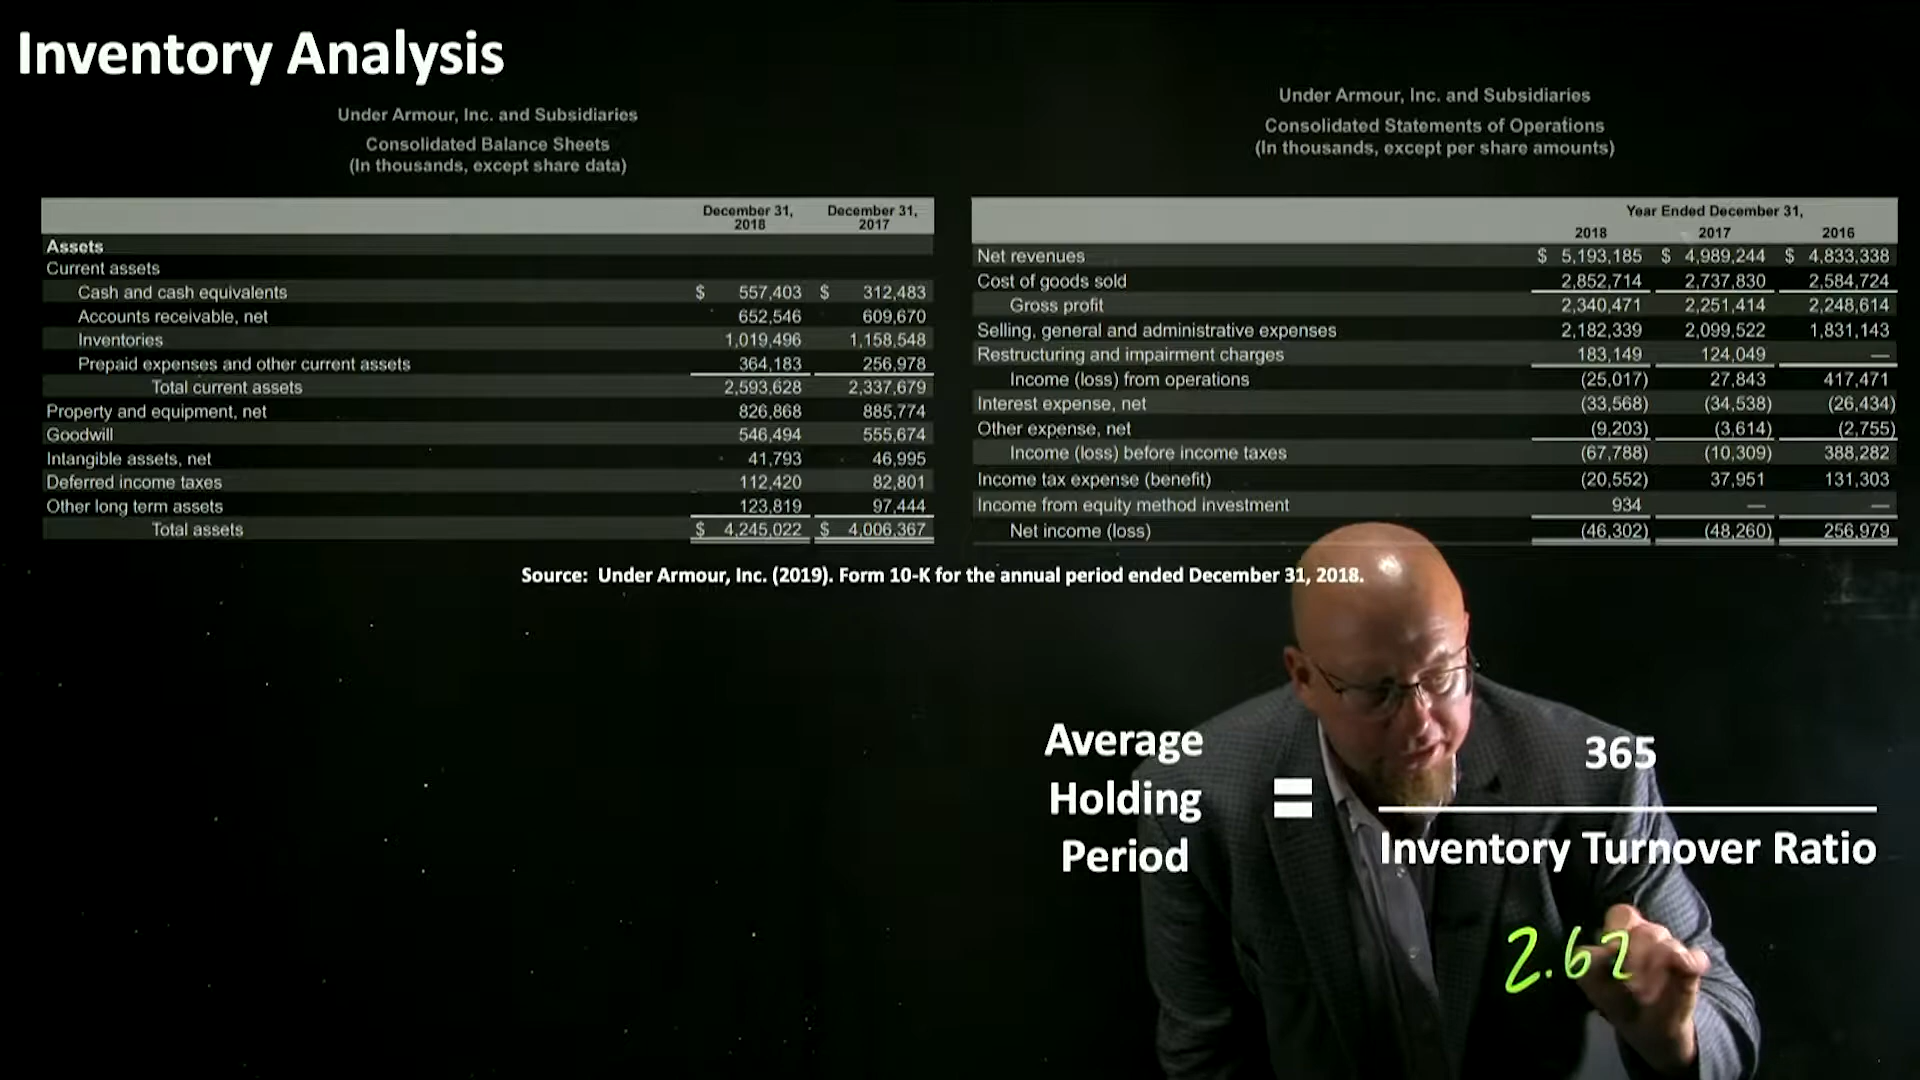 Inventory Analysis
Under Armour, Inc. and Subsidiaries
Consolidated Balance Sheets
(In thousands, except share data)
December 31, 2018 December 31, 2017
Assets
Current assets
Cash and cash equivalents $ 557,403 $ 312,483
Accounts receivable, net 652,546 609,670
Inventories 1,019,496 1,158,548
Prepaid expenses and other current assets 364,183 256,978
Total current assets 2,593,628 2,337,679
Property and equipment, net 826,868 885,774
Goodwill 546,494 555,674
Intangible assets, net 41,793 46,995
Deferred income taxes 112,420 82,801
Other long term assets 123,819 97,444
Total assets $ 4,245,022 $ 4,006,367
Under Armour, Inc. and Subsidiaries
Consolidated Statements of Operations
(In thousands, except per share amounts)
Year Ended December 31,
2018 2017 2016
Net revenues $ 5,193,185 $ 4,989,244 $ 4,833,338
Cost of goods sold 2,852,714 2,737,830 2,584,724
Gross profit 2,340,471 2,251,414 2,248,614
Selling, general and administrative expenses 2,182,339 2,099,522 1,831,143
Restructuring and impairment charges 183,149 124,049 —
Income (loss) from operations (25,017) 27,843 417,471
Interest expense, net (33,568) (34,538) (26,434)
Other expense, net (9,203) (3,614) (2,755)
Income (loss) before income taxes (67,788) (10,309) 388,282
Income tax expense (benefit) (20,552) 37,951 131,303
Income from equity method investment 934 — —
Net income (loss) (46,302) (48,260) 256,979
Source: Under Armour, Inc. (2019). Form 10-K for the annual period ended December 31, 2018.
Average
Holding
Period
=
365
Inventory Turnover Ratio
2.62